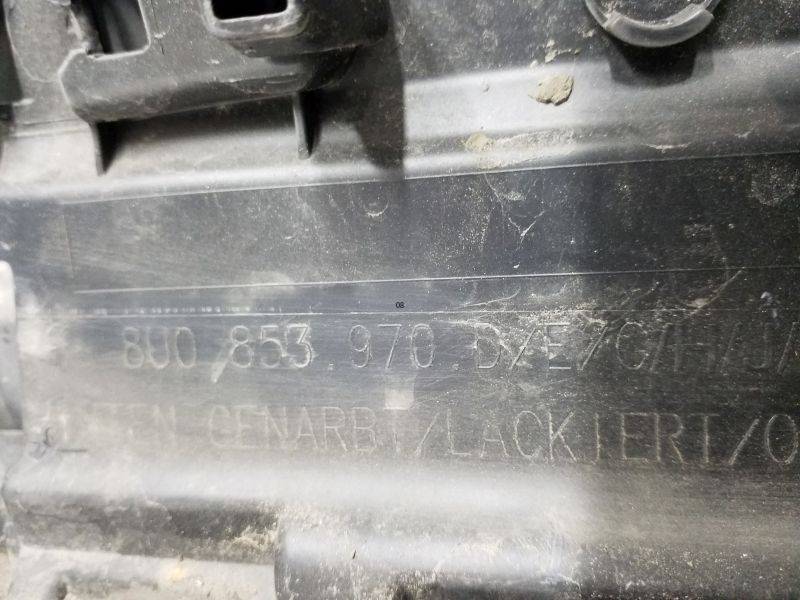 08
8U0 853.970.D/E/G/H/J/
GENARBT/LACKIERT/O